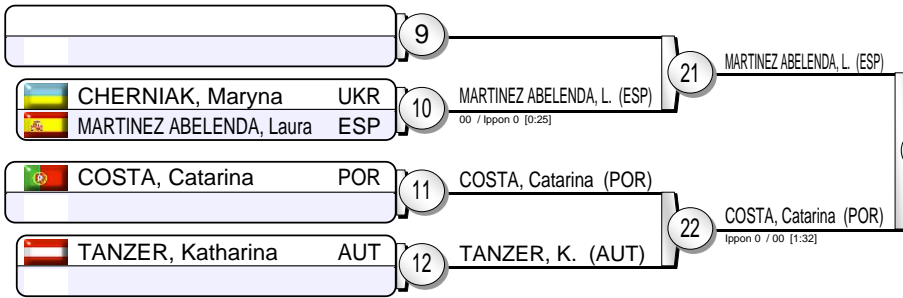 9
CHERNIAK, Maryna UKR
MARTINEZ ABELENDA, Laura ESP
10
MARTINEZ ABELENDA, L. (ESP)
00 / Ippon 0 [0:25]
21
MARTINEZ ABELENDA, L. (ESP)
COSTA, Catarina POR
11
COSTA, Catarina (POR)
TANZER, Katharina AUT
12
TANZER, K. (AUT)
22
COSTA, Catarina (POR)
Ippon 0 / 00 [1:32]